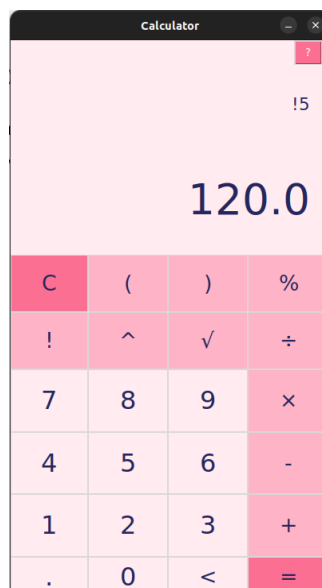 Calculator
?
!5
120.0
C ( ) %
! ^ √ ÷
7 8 9 ×
4 5 6 -
1 2 3 +
. 0 < =